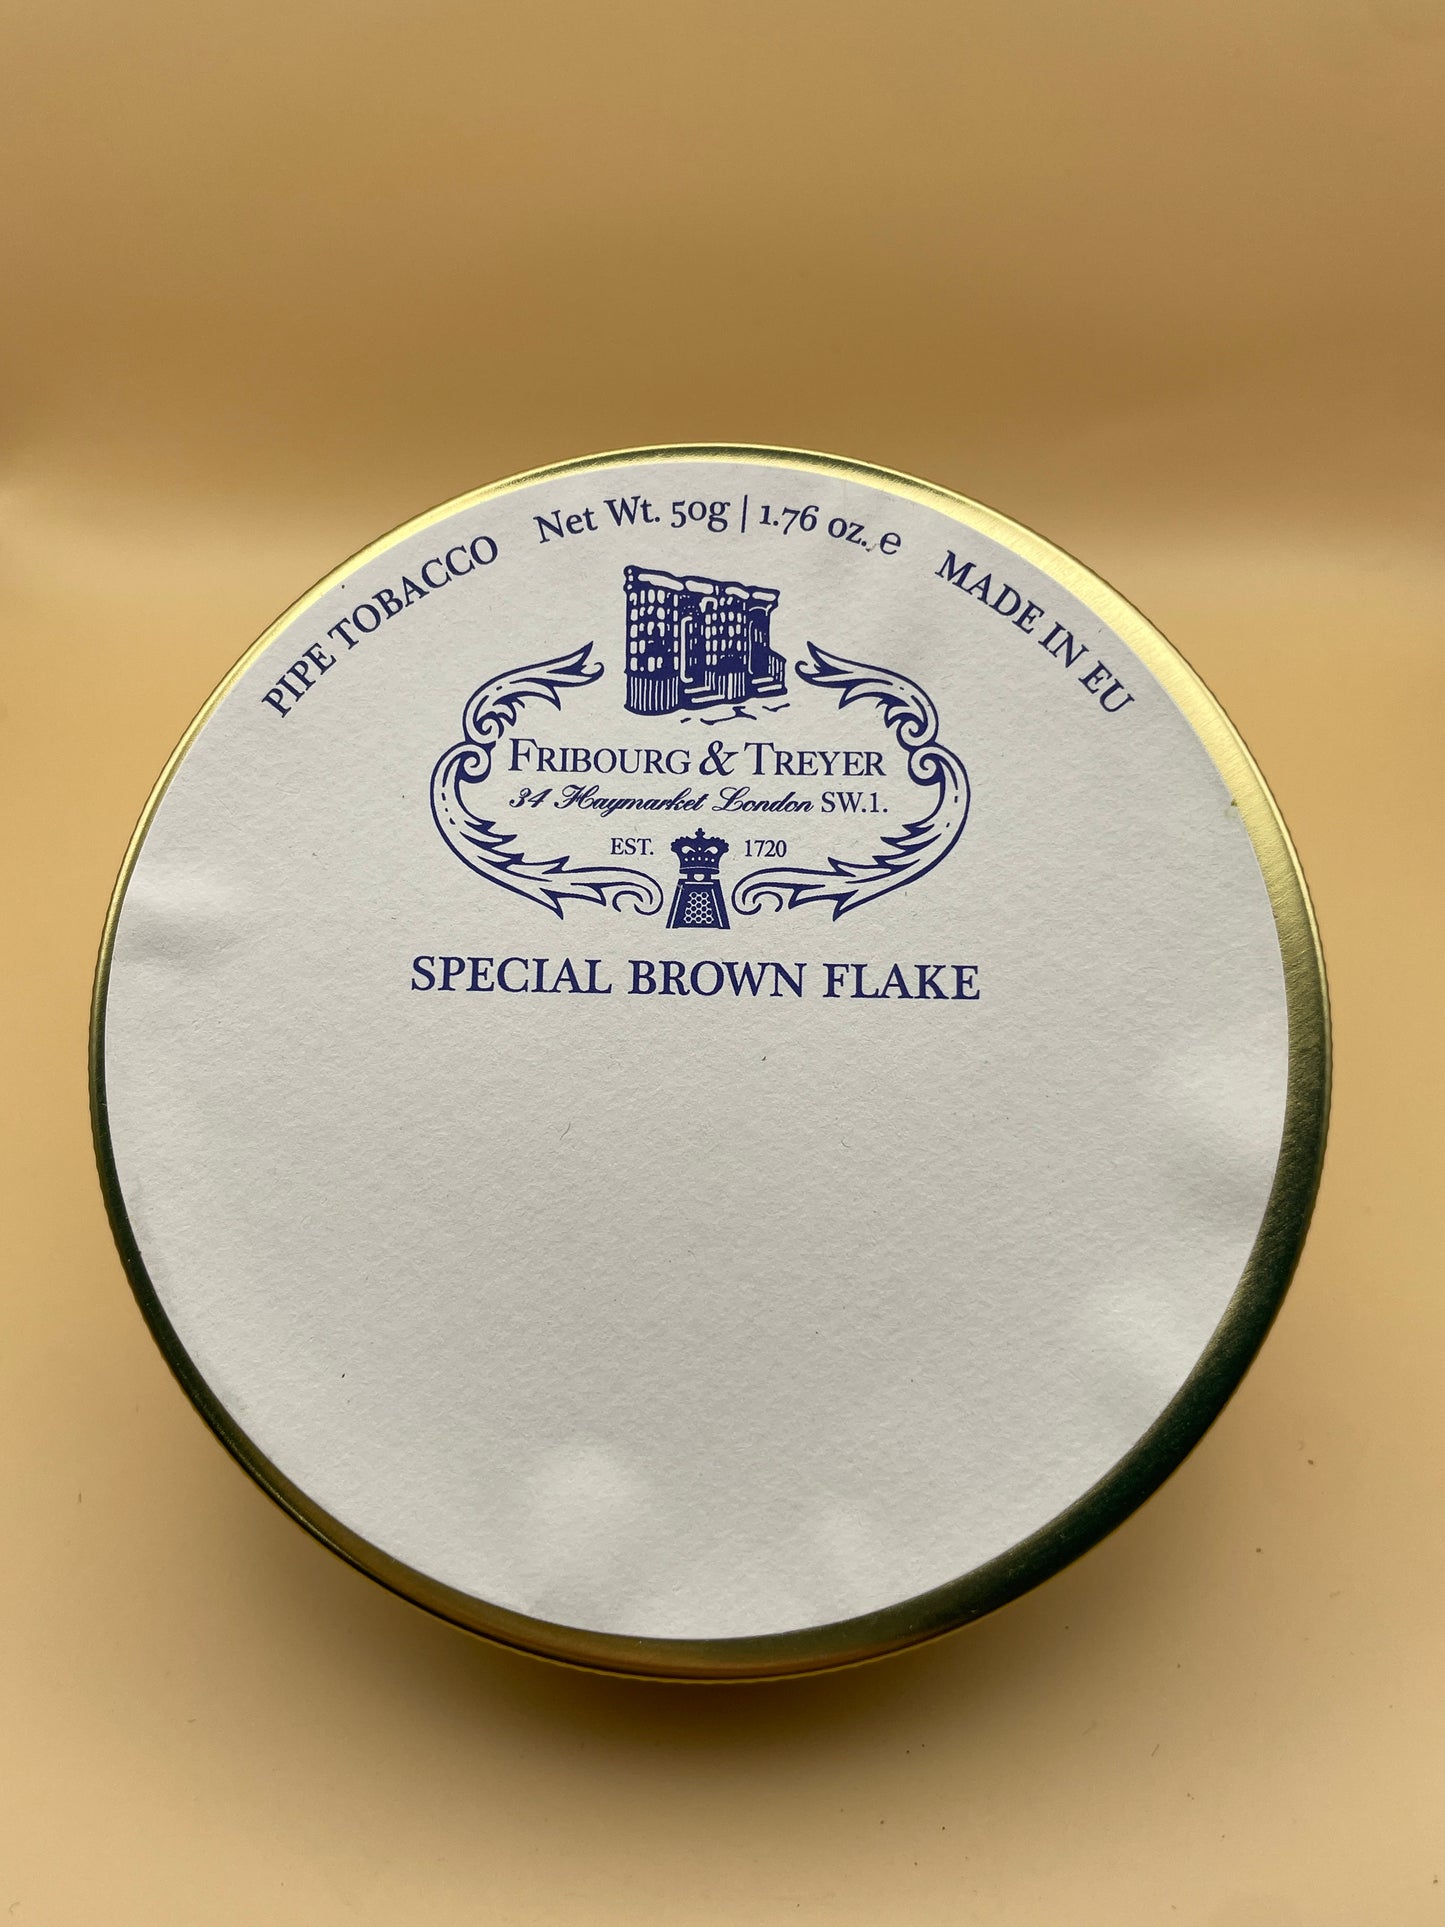 PIPE TOBACCO Net Wt. 50g | 1.76 oz. ℮ MADE IN EU
FRIBOURG & TREYER
34 Haymarket London SW.1.
EST. 1720
SPECIAL BROWN FLAKE